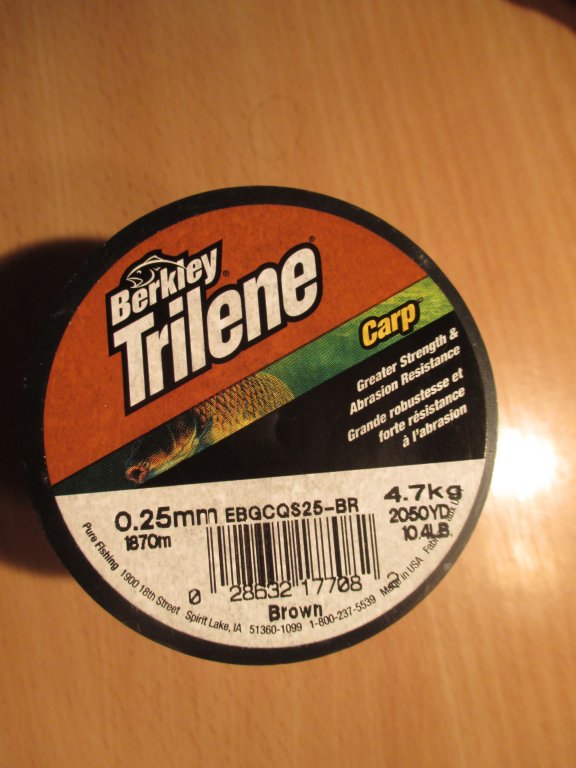 Berkley®
Trilene®
Carp
Greater Strength &
Abrasion Resistance
Grande robustesse et
forte résistance
à l'abrasion
0.25mm EBGCQS25-BR 4.7kg
1870m 2050YD.
10.4LB.
0 28632 17708 2
Brown
Pure Fishing 1900 18th Street Spirit Lake, IA 51360-1099 1-800-237-5539 Made in USA